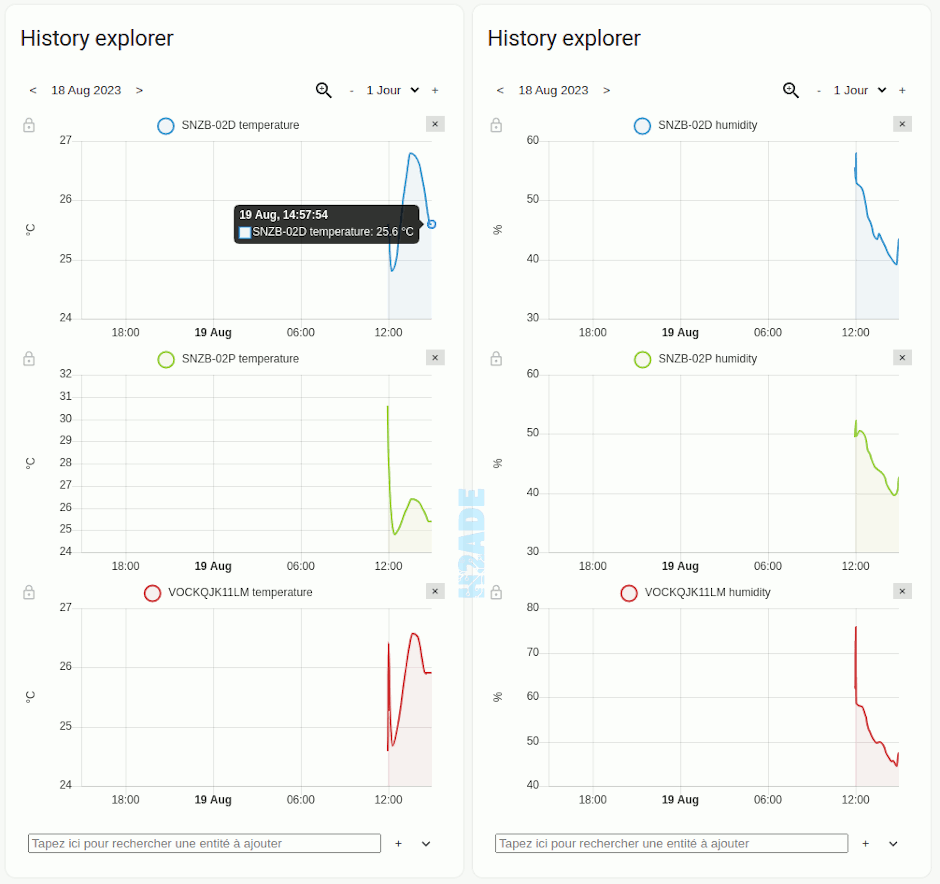 History explorer
< 18 Aug 2023 > - 1 Jour +
SNZB-02D temperature ×
27
26
25
24
°C
19 Aug, 14:57:54
SNZB-02D temperature: 25.6 °C
18:00 19 Aug 06:00 12:00
SNZB-02P temperature ×
32
31
30
29
28
27
26
25
24
°C
18:00 19 Aug 06:00 12:00
VOCKQJK11LM temperature ×
27
26
25
24
°C
18:00 19 Aug 06:00 12:00
Tapez ici pour rechercher une entité à ajouter +
History explorer
< 18 Aug 2023 > - 1 Jour +
SNZB-02D humidity ×
60
50
40
30
%
18:00 19 Aug 06:00 12:00
SNZB-02P humidity ×
60
50
40
30
%
18:00 19 Aug 06:00 12:00
VOCKQJK11LM humidity ×
80
70
60
50
40
%
18:00 19 Aug 06:00 12:00
Tapez ici pour rechercher une entité à ajouter +